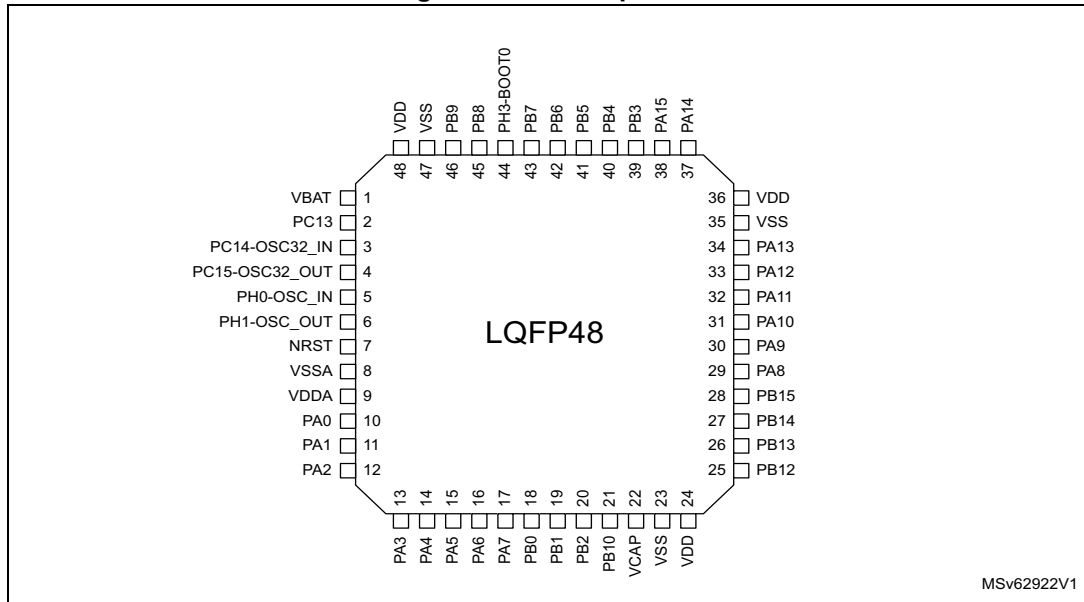 VDD
VSS
PB9
PB8
PH3-BOOT0
PB7
PB6
PB5
PB4
PB3
PA15
PA14
48
47
46
45
44
43
42
41
40
39
38
37
VBAT 1
PC13 2
PC14-OSC32_IN 3
PC15-OSC32_OUT 4
PH0-OSC_IN 5
PH1-OSC_OUT 6
NRST 7
VSSA 8
VDDA 9
PA0 10
PA1 11
PA2 12
LQFP48
36 VDD
35 VSS
34 PA13
33 PA12
32 PA11
31 PA10
30 PA9
29 PA8
28 PB15
27 PB14
26 PB13
25 PB12
13
14
15
16
17
18
19
20
21
22
23
24
PA3
PA4
PA5
PA6
PA7
PB0
PB1
PB2
PB10
VCAP
VSS
VDD
MSv62922V1